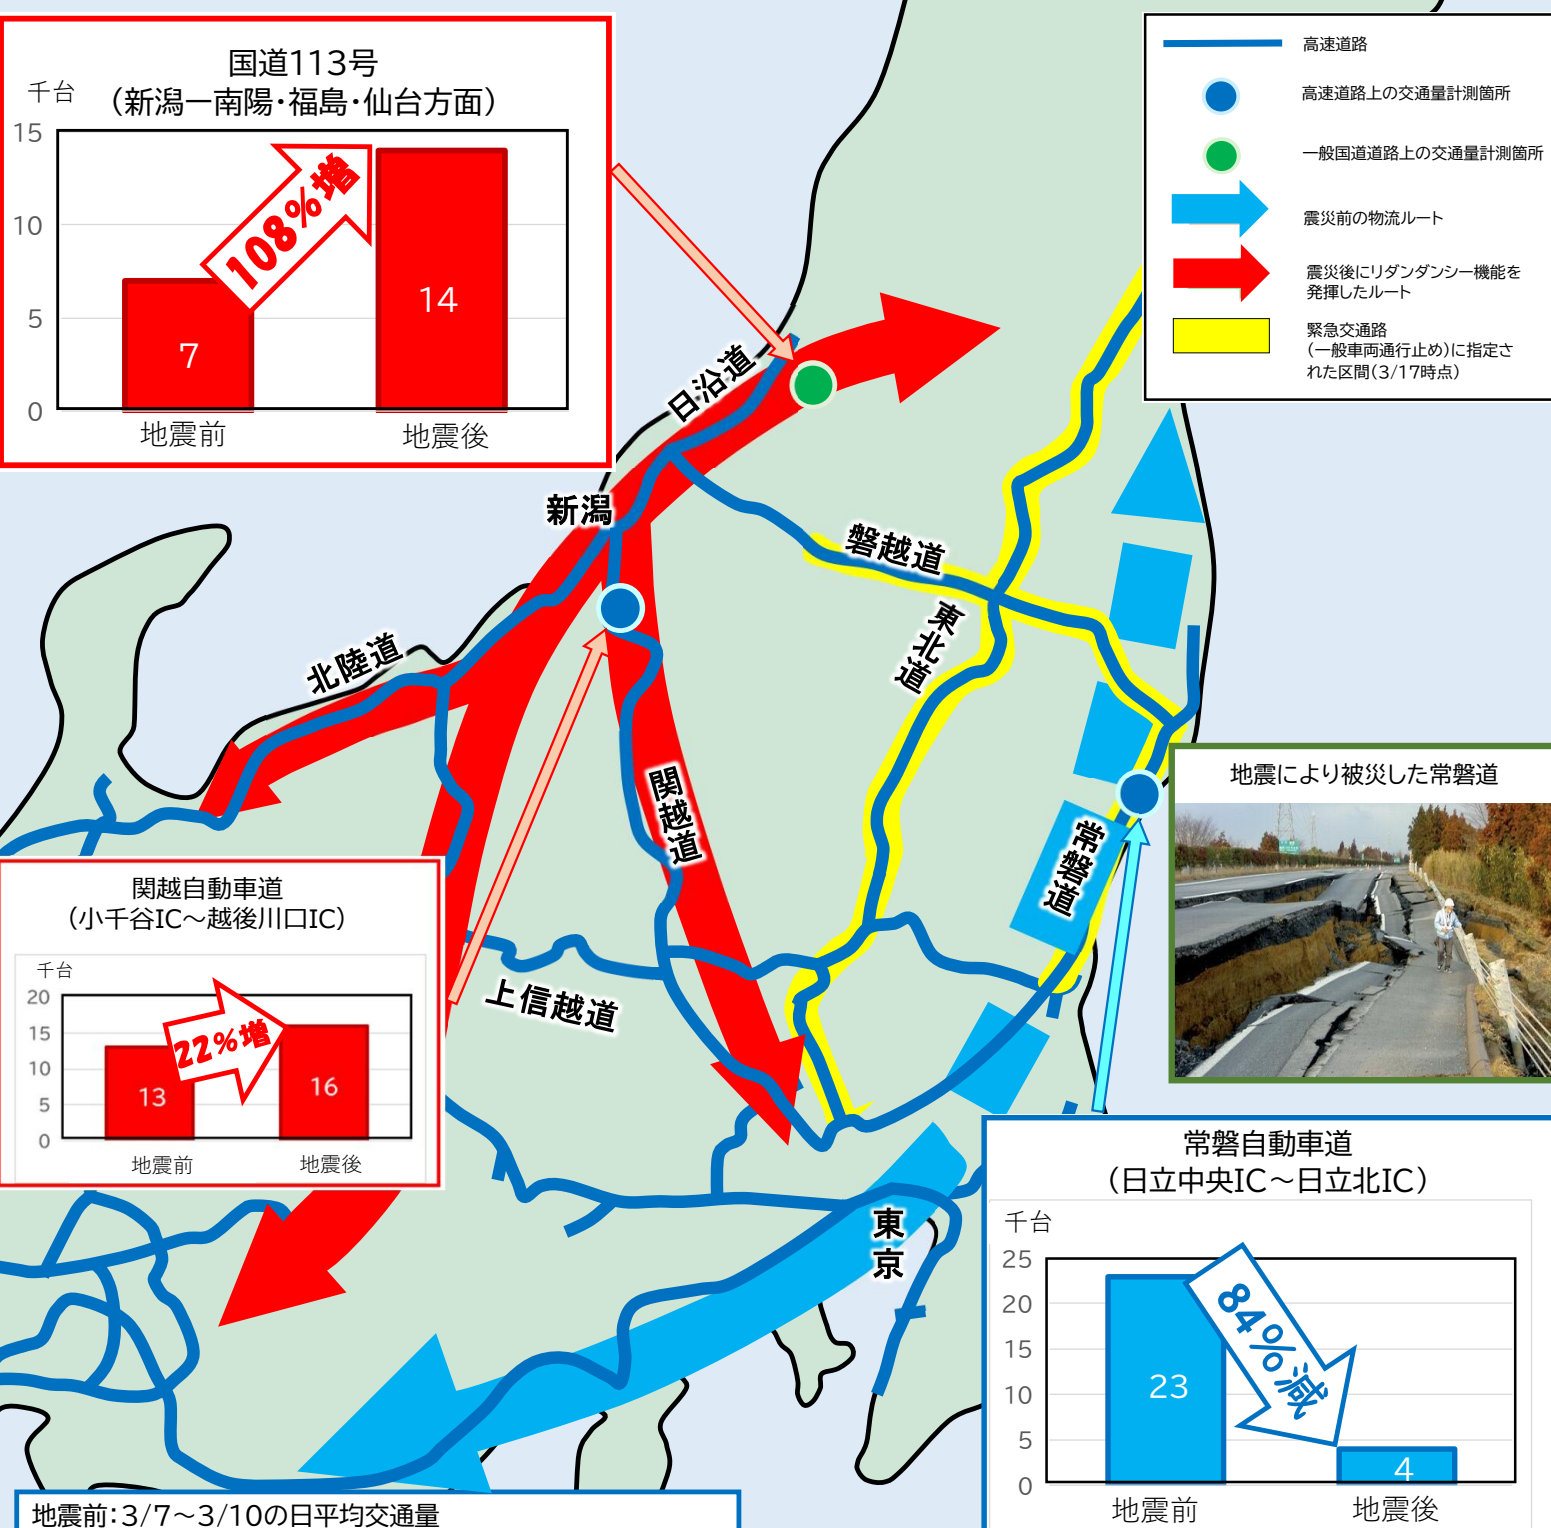 国道113号
（新潟ー南陽・福島・仙台方面）
千台
15
10
5
0
108%増
7
14
地震前
地震後
高速道路
高速道路上の交通量計測箇所
一般国道道路上の交通量計測箇所
震災前の物流ルート
震災後にリダンダンシー機能を
発揮したルート
緊急交通路
（一般車両通行止め）に指定さ
れた区間（3/17時点）
日沿道
新潟
磐越道
東北道
北陸道
関越道
常磐道
上信越道
東京
地震により被災した常磐道
関越自動車道
（小千谷IC～越後川口IC）
千台
20
15
10
5
0
22%増
13
16
地震前
地震後
常磐自動車道
（日立中央IC～日立北IC）
千台
25
20
15
10
5
0
84%減
23
4
地震前
地震後
地震前：3/7～3/10の日平均交通量